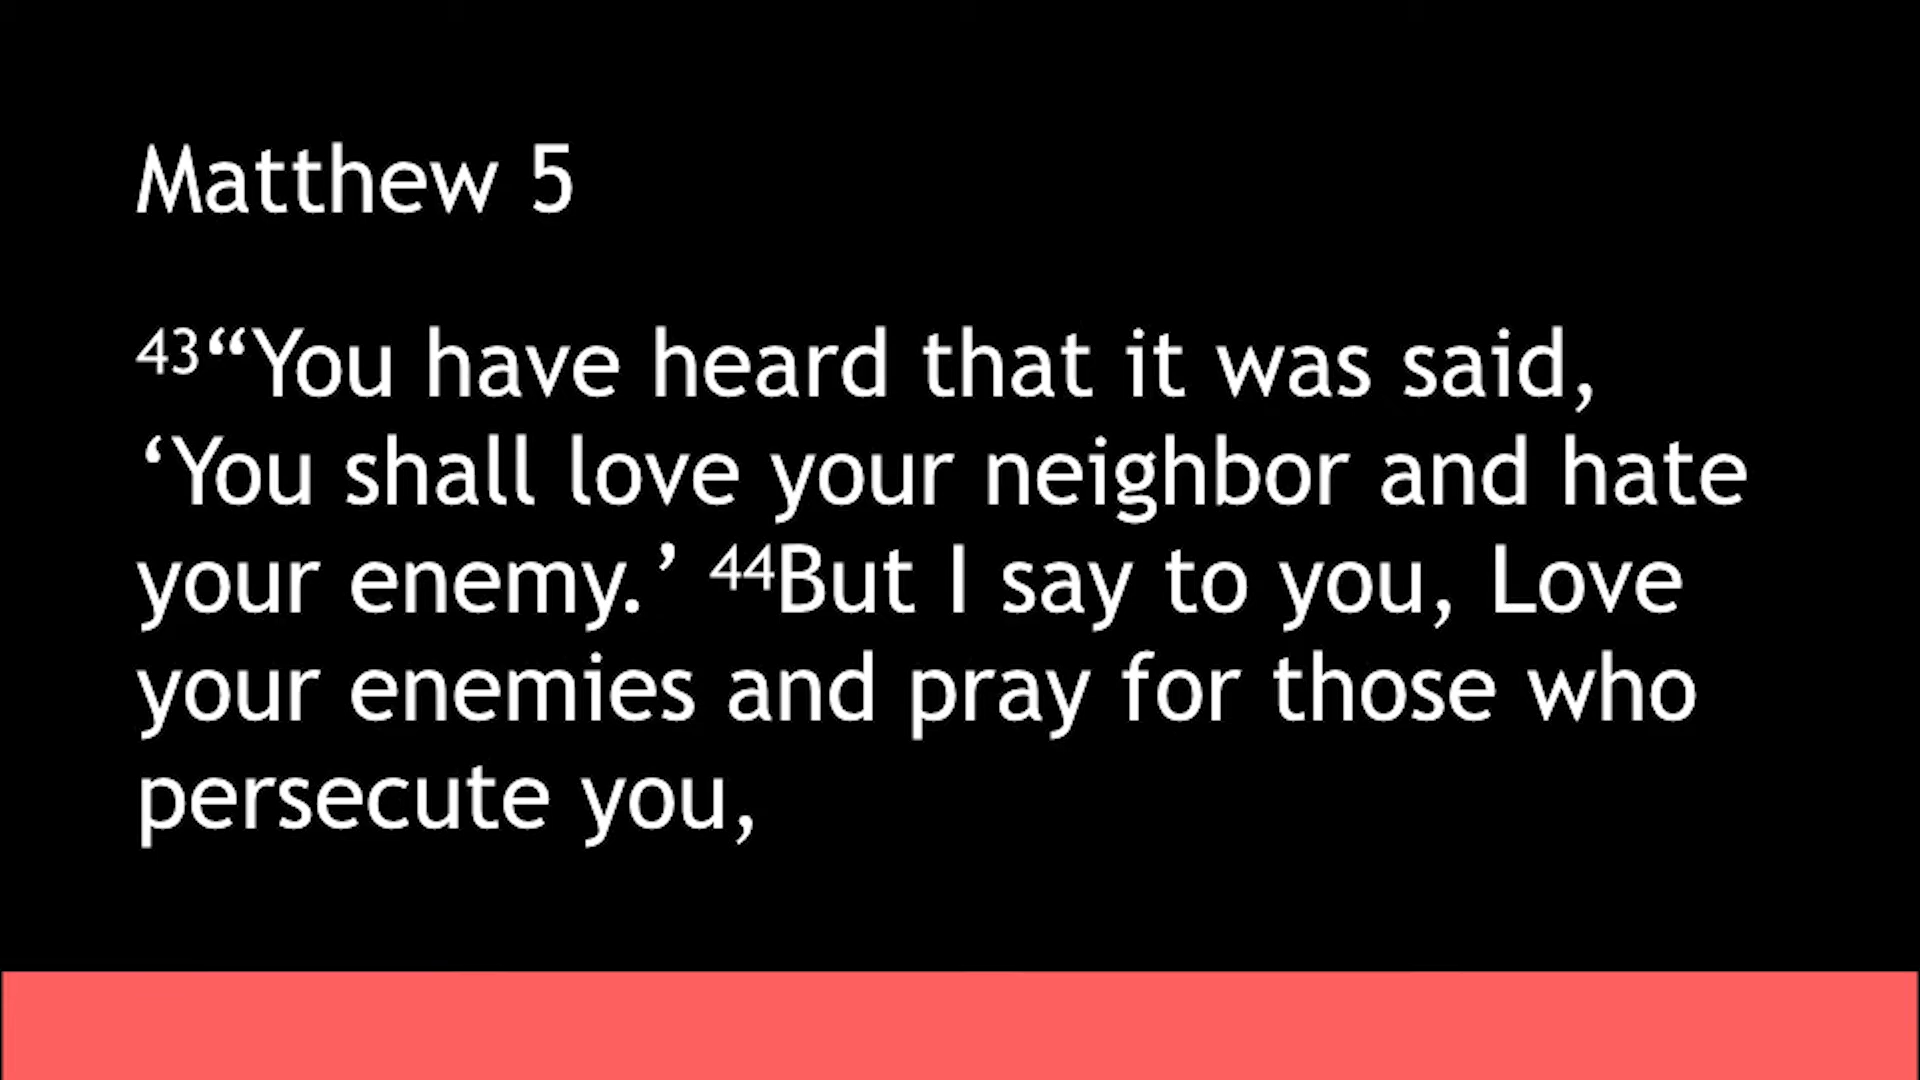 Matthew 5
43“You have heard that it was said,
‘You shall love your neighbor and hate
your enemy.’ 44But I say to you, Love
your enemies and pray for those who
persecute you,